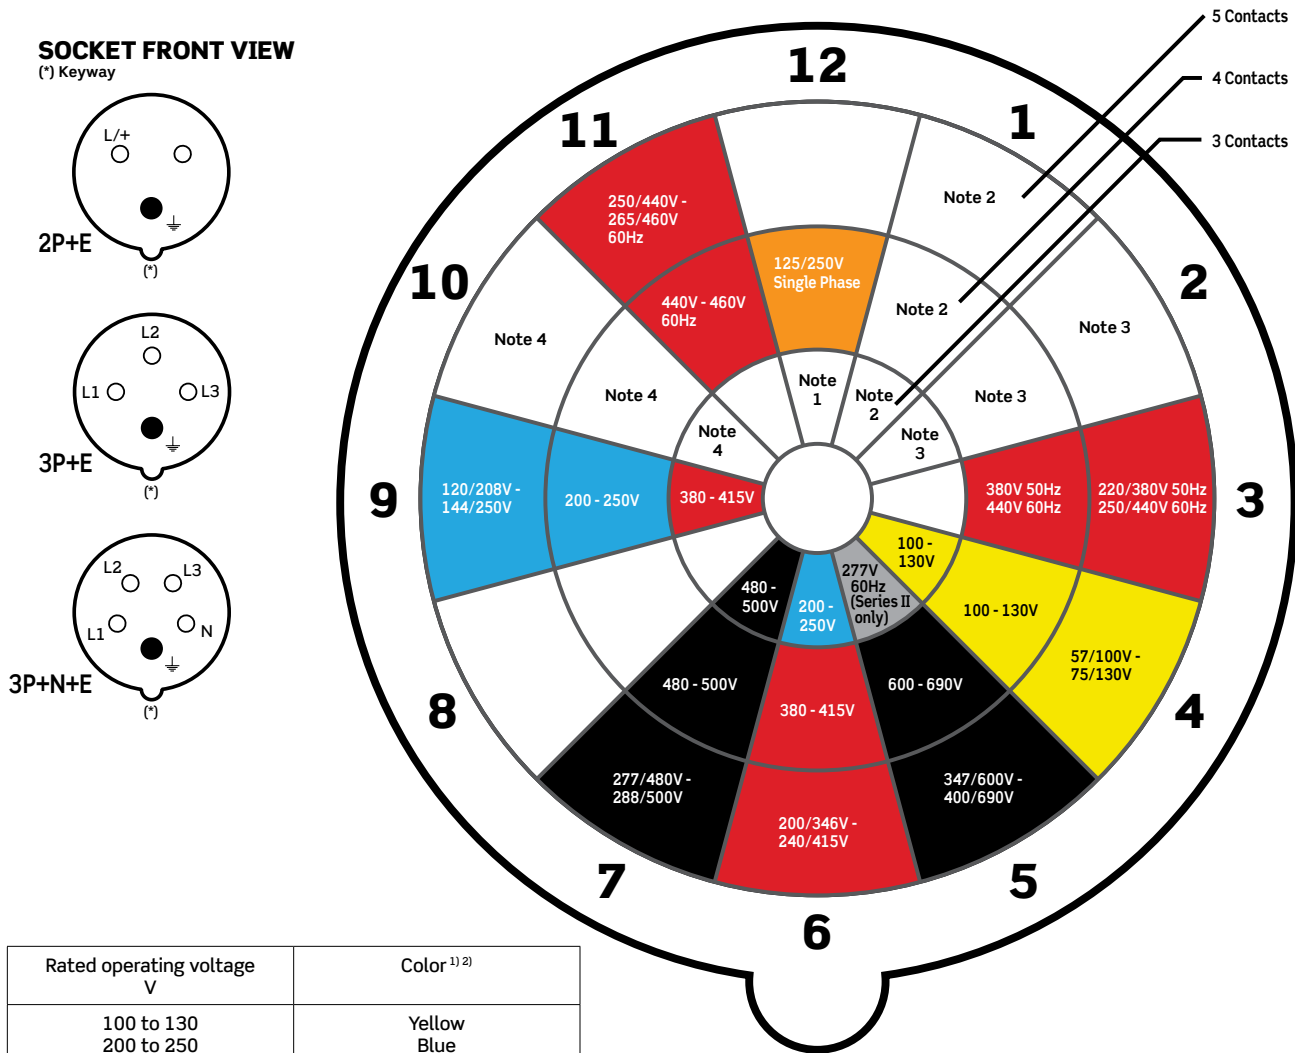 SOCKET FRONT VIEW
(*) Keyway
L/+
2P+E
(*)
L2
L1
L3
3P+E
(*)
L2
L3
L1
N
3P+N+E
(*)
5 Contacts
4 Contacts
3 Contacts
12
1
2
3
4
5
6
7
8
9
10
11
250/440V -
265/460V
60Hz
440V - 460V
60Hz
125/250V
Single Phase
Note
1
Note 2
Note 2
Note
2
Note 3
Note 3
Note
3
380V 50Hz
440V 60Hz
220/380V 50Hz
250/440V 60Hz
100 -
130V
100 - 130V
57/100V -
75/130V
277V
60Hz
(Series II
only)
600 - 690V
347/600V -
400/690V
200 -
250V
380 - 415V
200/346V -
240/415V
480 -
500V
480 - 500V
277/480V -
288/500V
120/208V -
144/250V
200 - 250V
380 - 415V
Note 4
Note 4
Note
4
Rated operating voltage
V
Color 1) 2)
100 to 130
Yellow
200 to 250
Blue